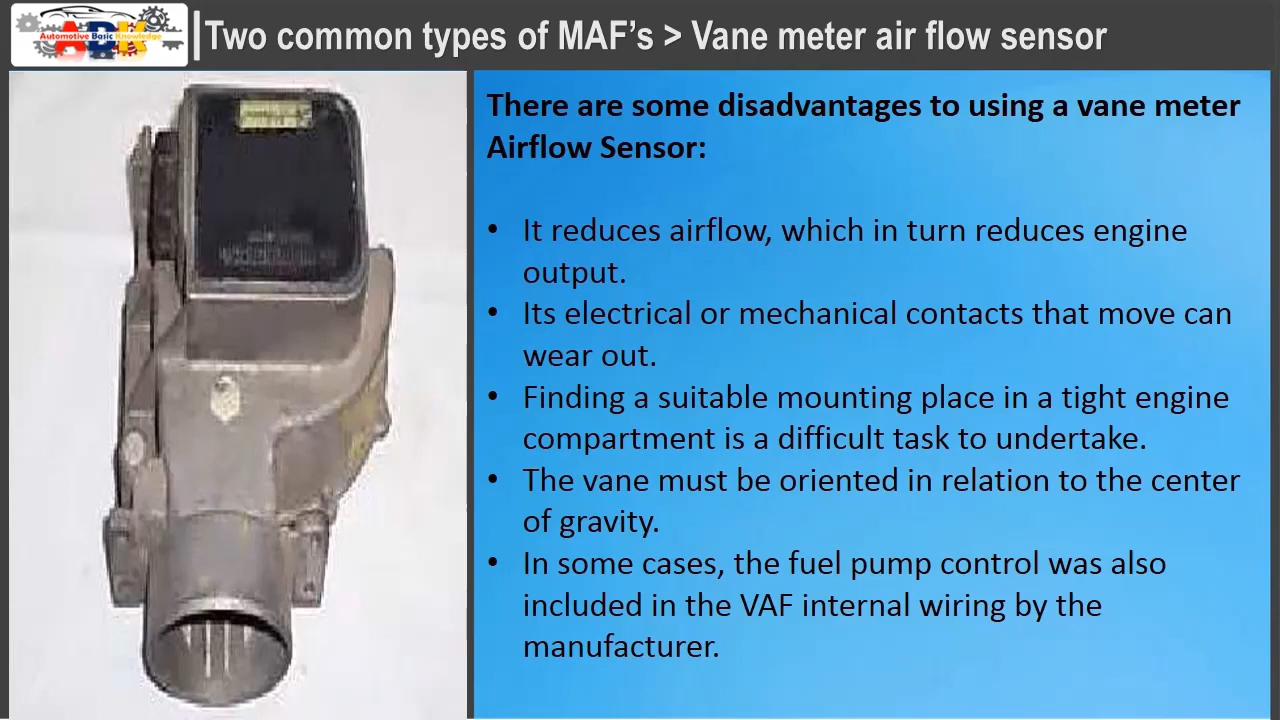 Automotive Basic Knowledge
ABK
Two common types of MAF’s > Vane meter air flow sensor
There are some disadvantages to using a vane meter
Airflow Sensor:
• It reduces airflow, which in turn reduces engine
output.
• Its electrical or mechanical contacts that move can
wear out.
• Finding a suitable mounting place in a tight engine
compartment is a difficult task to undertake.
• The vane must be oriented in relation to the center
of gravity.
• In some cases, the fuel pump control was also
included in the VAF internal wiring by the
manufacturer.